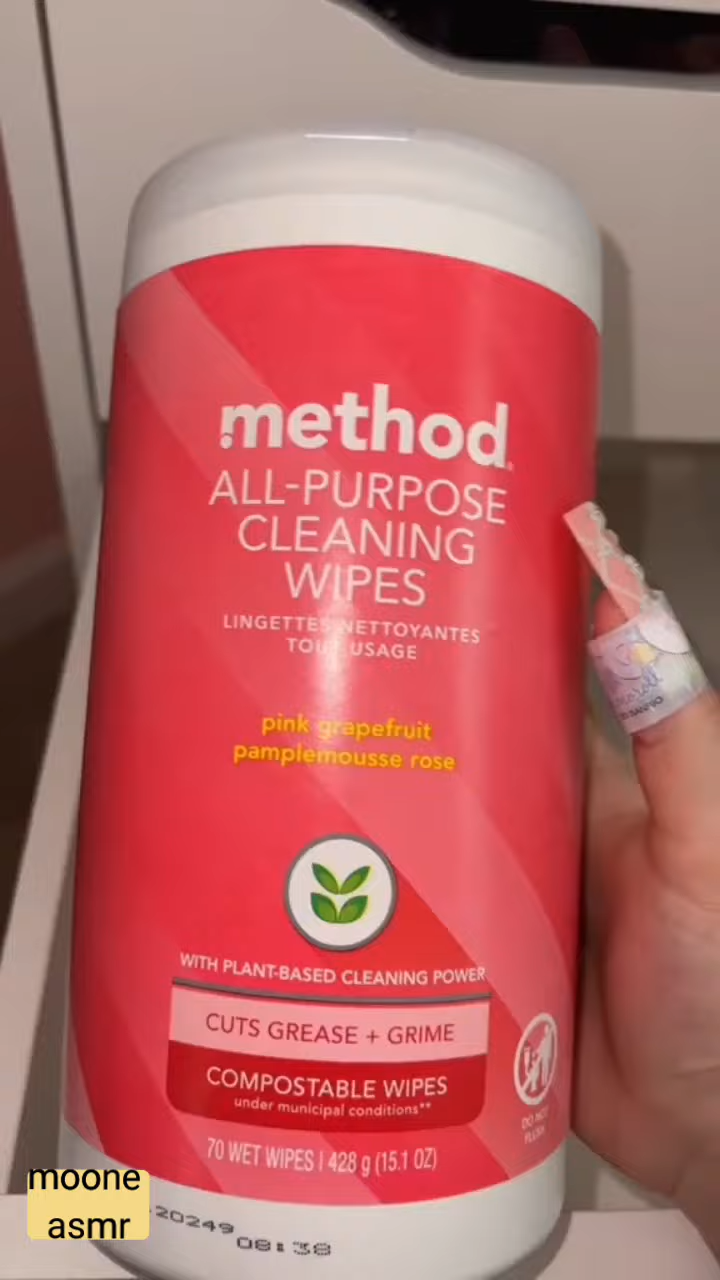 method
ALL-PURPOSE
CLEANING
WIPES
LINGETTES NETTOYANTES
TOUT USAGE
pink grapefruit
pamplemousse rose
WITH PLANT-BASED CLEANING POWER
CUTS GREASE + GRIME
COMPOSTABLE WIPES
under municipal conditions**
DO NOT
FLUSH
70 WET WIPES | 428 g (15.1 OZ)
moone
asmr
20249
08:38